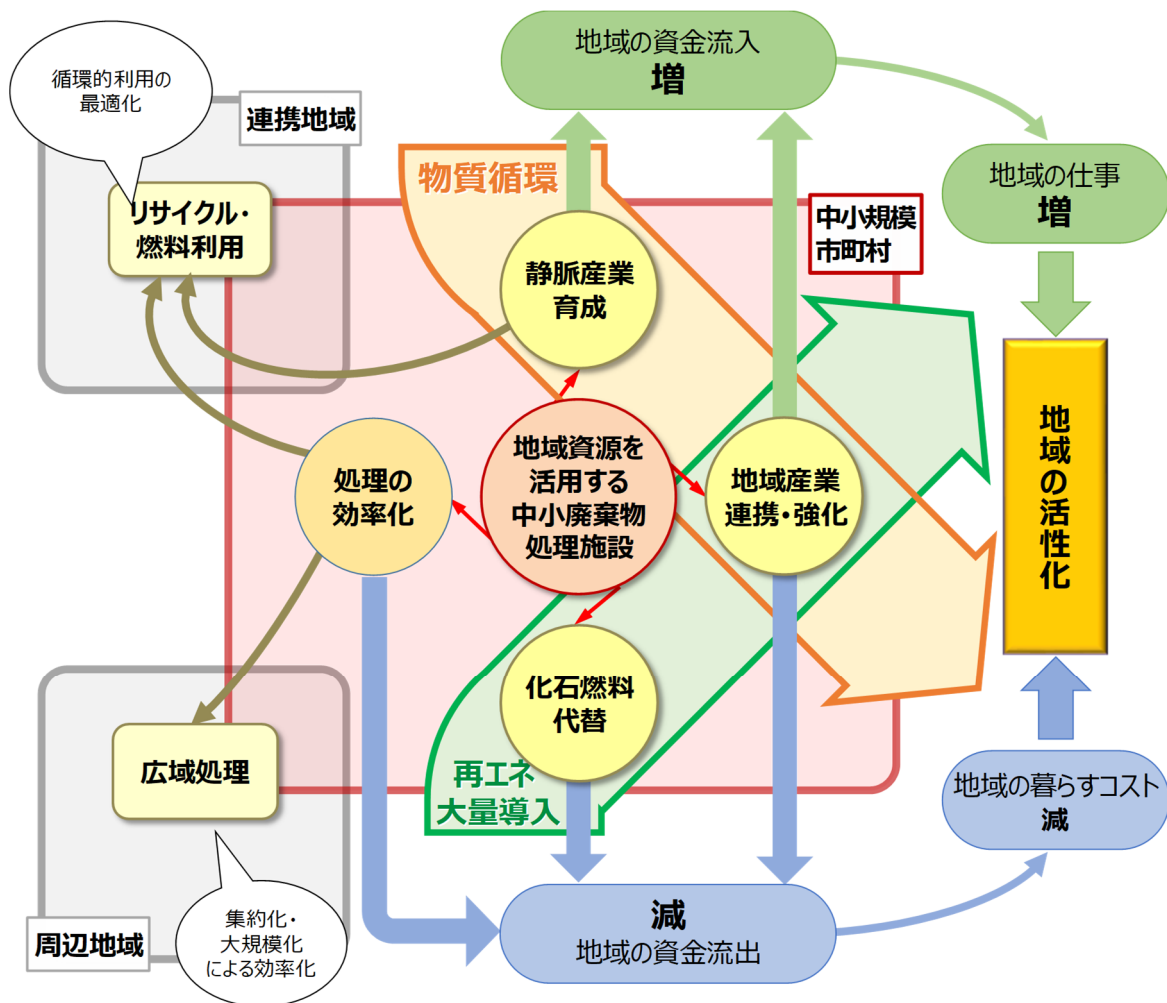 地域の資金流入
増
循環的利用の
最適化
連携地域
物質循環
地域の仕事
増
リサイクル・
燃料利用
中小規模
市町村
静脈産業
育成
地域資源を
活用する
中小廃棄物
処理施設
処理の
効率化
地域産業
連携・強化
地域の活性化
化石燃料
代替
広域処理
再エネ
大量導入
地域の暮らすコスト
減
周辺地域
集約化・
大規模化
による効率化
減
地域の資金流出